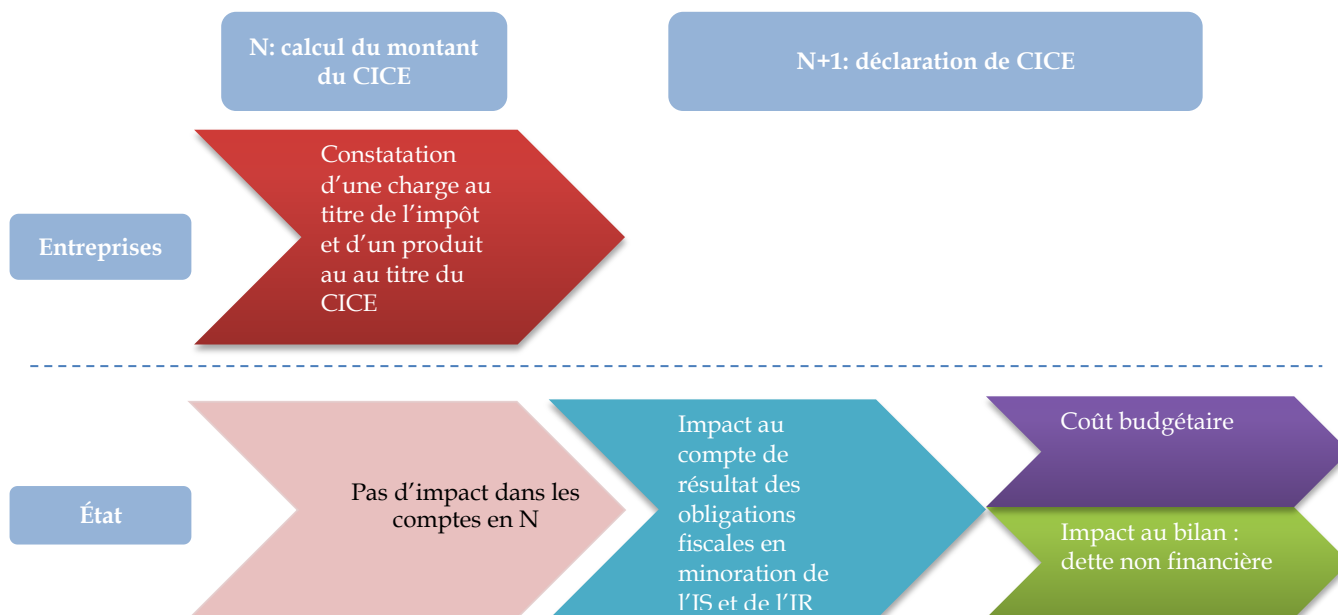 N: calcul du montant
du CICE
N+1: déclaration de CICE
Entreprises
Constatation
d’une charge au
titre de l’impôt
et d’un produit
au au titre du
CICE
État
Pas d’impact dans les
comptes en N
Impact au
compte de
résultat des
obligations
fiscales en
minoration de
l’IS et de l’IR
Coût budgétaire
Impact au bilan :
dette non financière